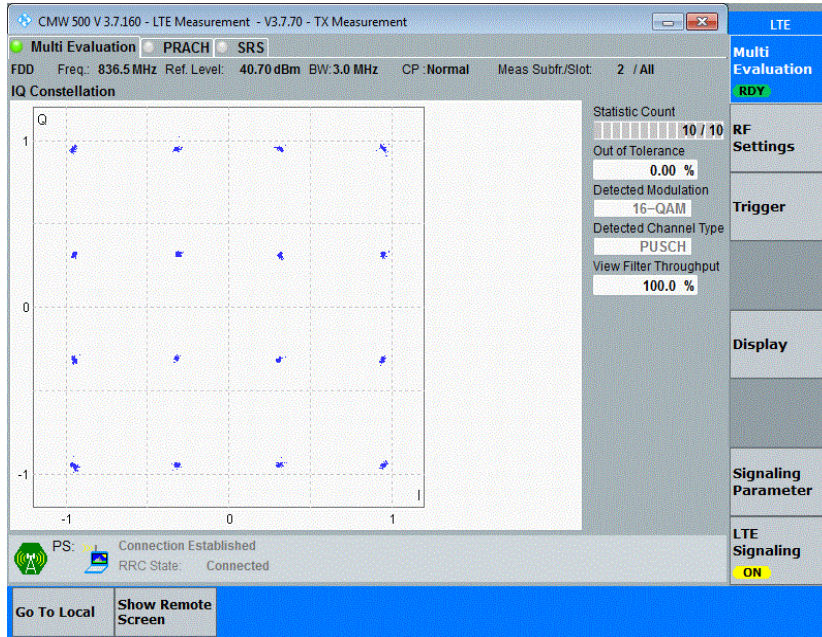 CMW 500 V 3.7.160 - LTE Measurement - V3.7.70 - TX Measurement
LTE
Multi Evaluation PRACH SRS
Multi
Evaluation
RDY
FDD Freq.: 836.5 MHz Ref. Level: 40.70 dBm BW: 3.0 MHz CP : Normal Meas Subfr./Slot: 2 / All
IQ Constellation
Q
1
0
-1
I
-1 0 1
Statistic Count
10 / 10
Out of Tolerance
0.00 %
Detected Modulation
16-QAM
Detected Channel Type
PUSCH
View Filter Throughput
100.0 %
RF
Settings
Trigger
Display
Signaling
Parameter
LTE
Signaling
ON
PS: Connection Established
RRC State: Connected
Go To Local
Show Remote
Screen